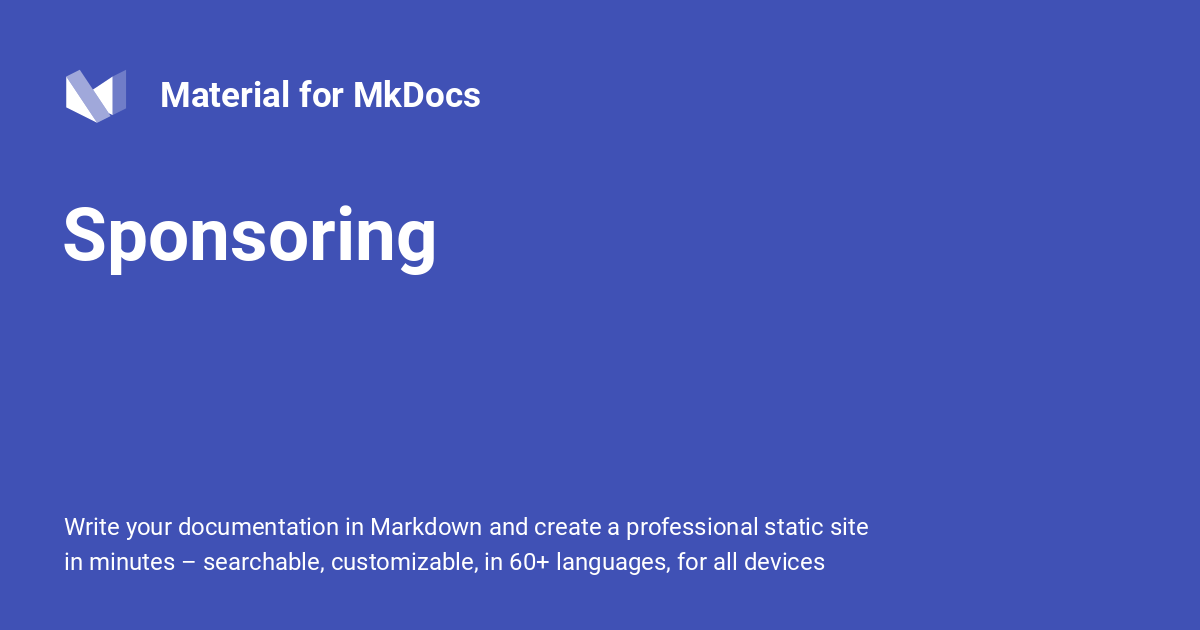 Material for MkDocs
Sponsoring
Write your documentation in Markdown and create a professional static site
in minutes – searchable, customizable, in 60+ languages, for all devices